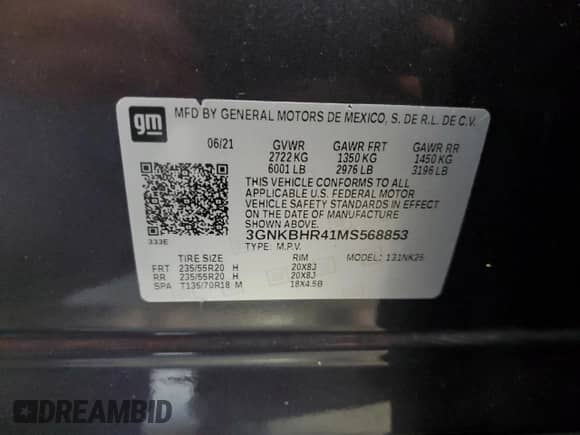 gm
MFD BY GENERAL MOTORS DE MEXICO, S. DE R.L. DE C.V.
06/21 GVWR GAWR FRT GAWR RR
2722 KG 1350 KG 1450 KG
6001 LB 2976 LB 3196 LB
THIS VEHICLE CONFORMS TO ALL
APPLICABLE U.S. FEDERAL MOTOR
VEHICLE SAFETY STANDARDS IN EFFECT
ON THE DATE OF MANUFACTURE
SHOWN ABOVE.
333E
3GNKBHR41MS568853
TYPE: M.P.V.
TIRE SIZE RIM MODEL: 131NK26
FRT 235/55R20 H 20X8J
RR 235/55R20 H 20X8J
SPA T135/70R18 M 18X4.5B
DREAMBID